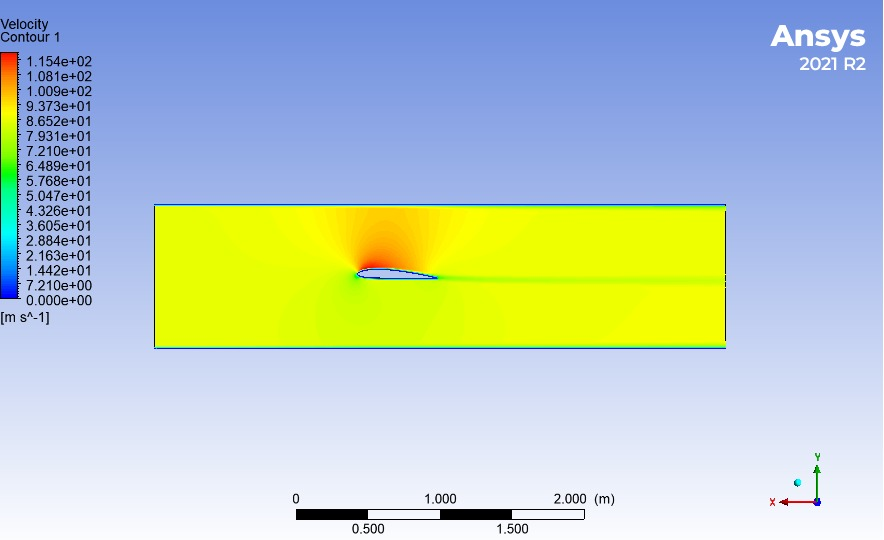 Velocity
Contour 1
1.154e+02
1.081e+02
1.009e+02
9.373e+01
8.652e+01
7.931e+01
7.210e+01
6.489e+01
5.768e+01
5.047e+01
4.326e+01
3.605e+01
2.884e+01
2.163e+01
1.442e+01
7.210e+00
0.000e+00
[m s^-1]
Ansys
2021 R2
0 1.000 2.000 (m)
0.500 1.500
Y
X